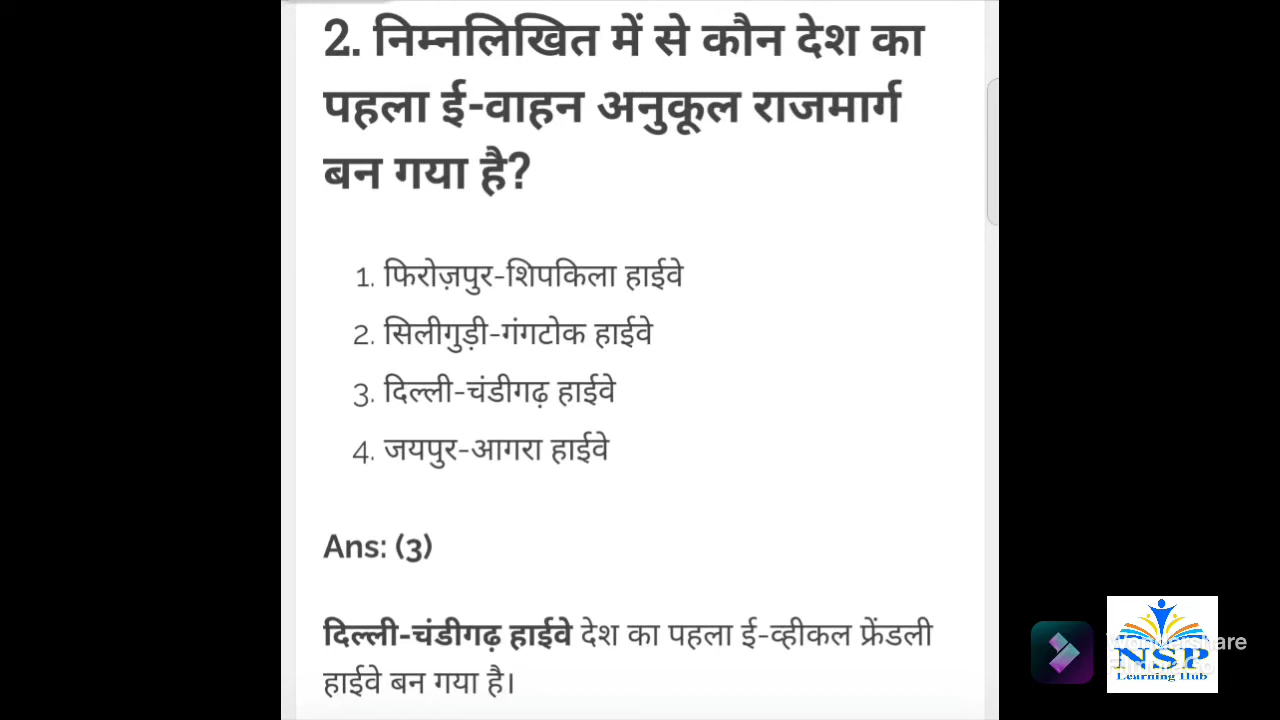 2. निम्नलिखित में से कौन देश का
पहला ई-वाहन अनुकूल राजमार्ग
बन गया है?
1. फिरोज़पुर-शिपकिला हाईवे
2. सिलीगुड़ी-गंगटोक हाईवे
3. दिल्ली-चंडीगढ़ हाईवे
4. जयपुर-आगरा हाईवे
Ans: (3)
दिल्ली-चंडीगढ़ हाईवे देश का पहला ई-व्हीकल फ्रेंडली
हाईवे बन गया है।
NSP
Learning Hub